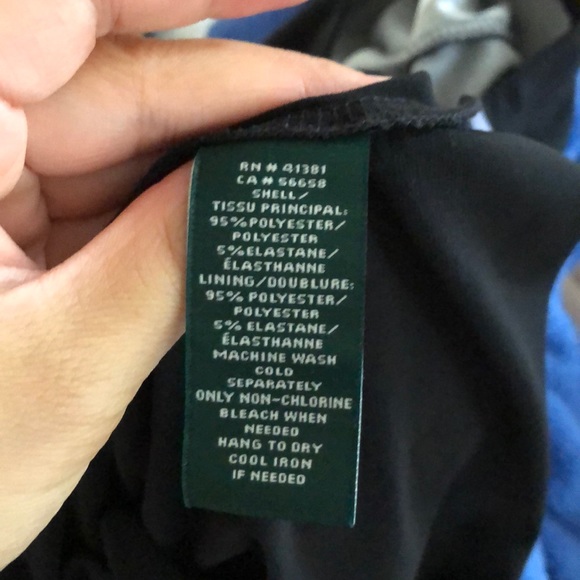 RN # 41381
CA # 56658
SHELL/
TISSU PRINCIPAL:
95%POLYESTER/
POLYESTER
5%ELASTANE/
ÉLASTHANNE
LINING/DOUBLURE:
95% POLYESTER/
POLYESTER
5% ELASTANE/
ÉLASTHANNE
MACHINE WASH
COLD
SEPARATELY
ONLY NON-CHLORINE
BLEACH WHEN
NEEDED
HANG TO DRY
COOL IRON
IF NEEDED